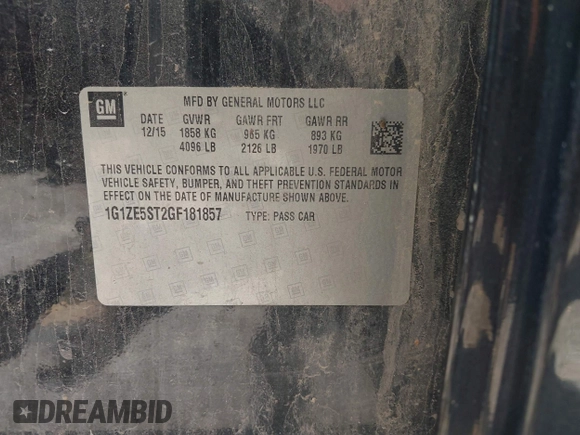 GM
MFD BY GENERAL MOTORS LLC
DATE GVWR GAWR FRT GAWR RR
12/15 1858 KG 965 KG 893 KG
4096 LB 2126 LB 1970 LB
THIS VEHICLE CONFORMS TO ALL APPLICABLE U.S. FEDERAL MOTOR
VEHICLE SAFETY, BUMPER, AND THEFT PREVENTION STANDARDS IN
EFFECT ON THE DATE OF MANUFACTURE SHOWN ABOVE.
1G1ZE5ST2GF181857 TYPE: PASS CAR
DREAMBID